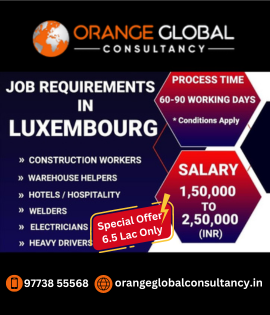 ORANGE GLOBAL
CONSULTANCY
JOB REQUIREMENTS
IN
LUXEMBOURG
PROCESS TIME
60-90 WORKING DAYS
* Conditions Apply
» CONSTRUCTION WORKERS
» WAREHOUSE HELPERS
» HOTELS / HOSPITALITY
» WELDERS
» ELECTRICIANS
» HEAVY DRIVERS
Special Offer
6.5 Lac Only
SALARY
1,50,000
TO
2,50,000
(INR)
97738 55568
orangeglobalconsultancy.in